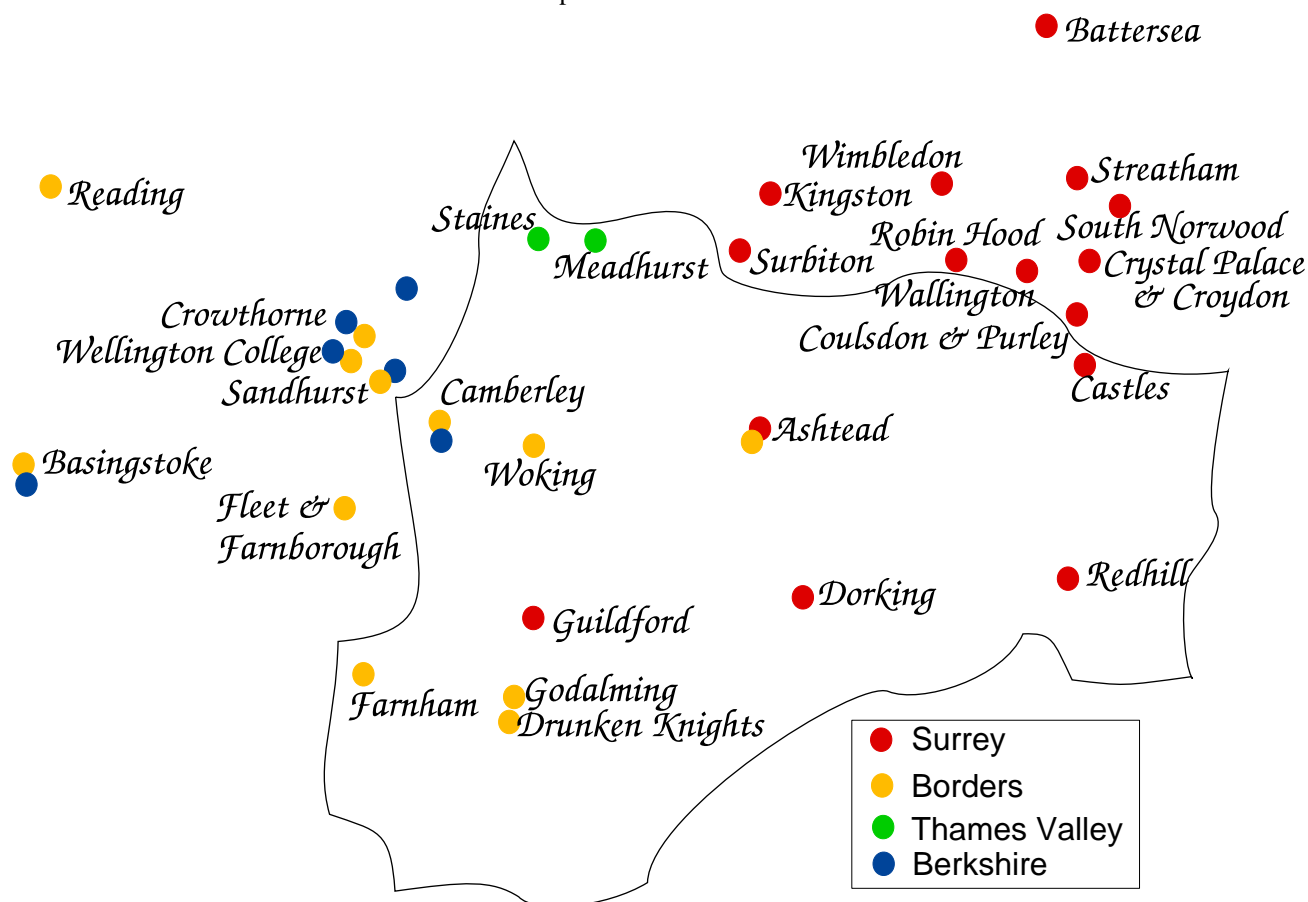 Battersea
Wimbledon
Streatham
Reading
Kingston
Staines
South Norwood
Robin Hood
Meadhurst
Surbiton
Crystal Palace
& Croydon
Wallington
Crowthorne
Coulsdon & Purley
Wellington College
Sandhurst
Camberley
Castles
Ashtead
Basingstoke
Woking
Fleet &
Farnborough
Redhill
Dorking
Guildford
Godalming
Farnham
Drunken Knights
Surrey
Borders
Thames Valley
Berkshire